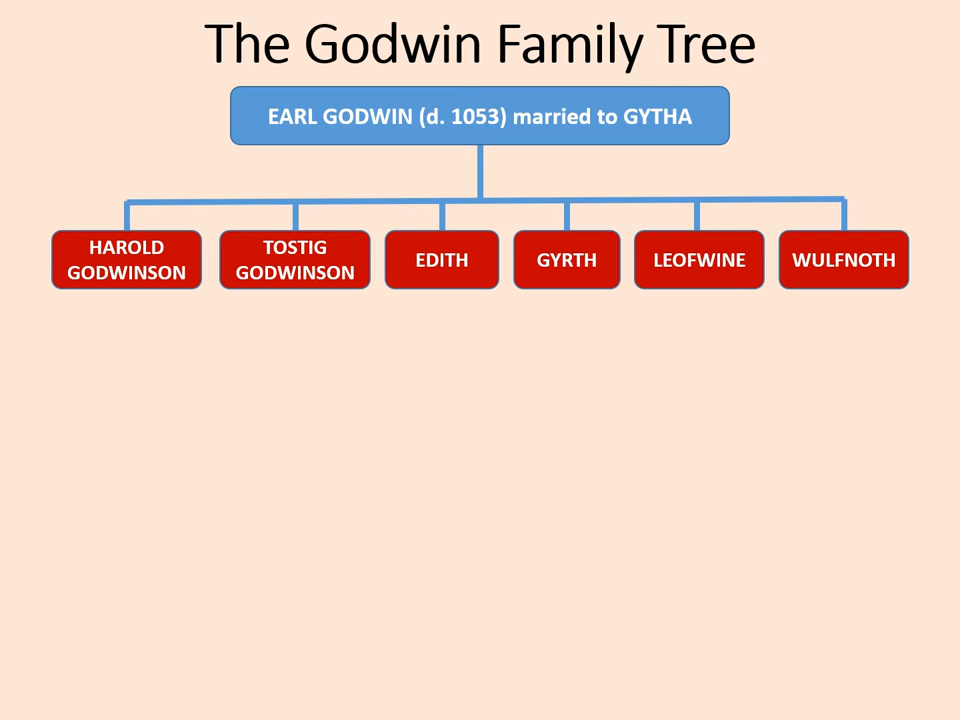 The Godwin Family Tree
EARL GODWIN (d. 1053) married to GYTHA
HAROLD
GODWINSON
TOSTIG
GODWINSON
EDITH
GYRTH
LEOFWINE
WULFNOTH